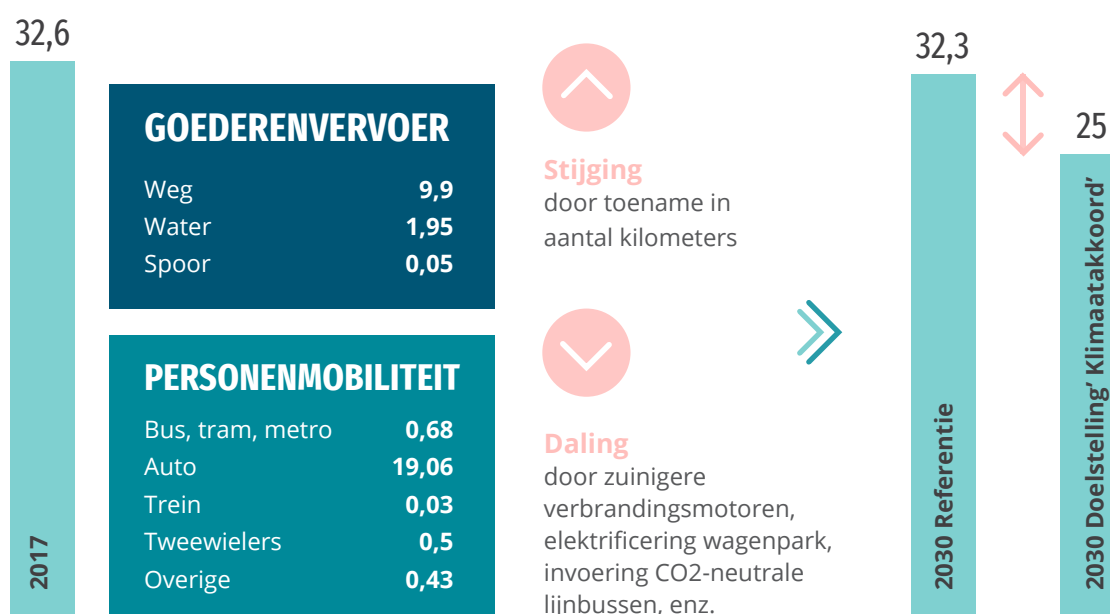 32,6
2017
GOEDERENVERVOER
Weg 9,9
Water 1,95
Spoor 0,05
PERSONENMOBILITEIT
Bus, tram, metro 0,68
Auto 19,06
Trein 0,03
Tweewielers 0,5
Overige 0,43
Stijging
door toename in
aantal kilometers
Daling
door zuinigere
verbrandingsmotoren,
elektrificering wagenpark,
invoering CO2-neutrale
lijnbussen, enz.
32,3
2030 Referentie
25
2030 Doelstelling’ Klimaatakkoord’